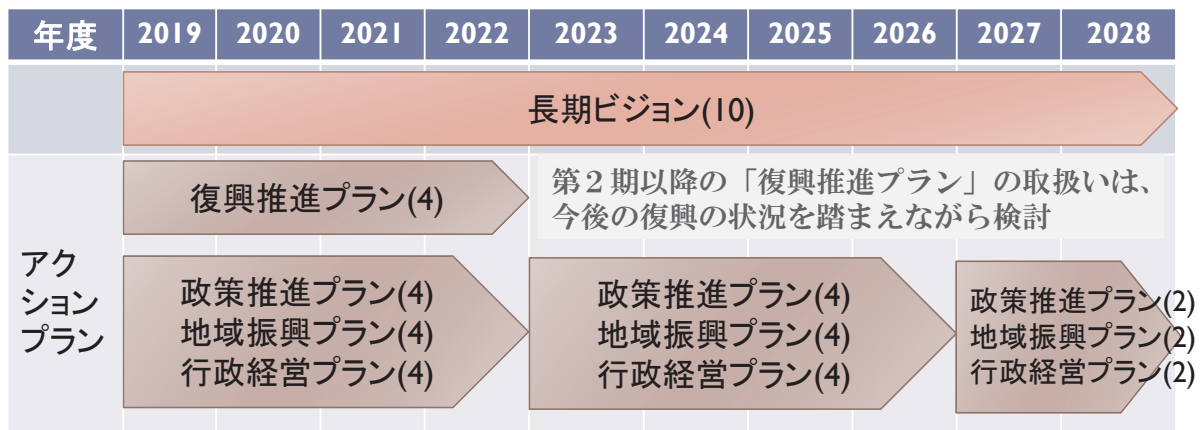 年度 2019 2020 2021 2022 2023 2024 2025 2026 2027 2028
長期ビジョン(10)
復興推進プラン(4)
第２期以降の「復興推進プラン」の取扱いは、
今後の復興の状況を踏まえながら検討
アク
ション
プラン
政策推進プラン(4)
地域振興プラン(4)
行政経営プラン(4)
政策推進プラン(4)
地域振興プラン(4)
行政経営プラン(4)
政策推進プラン(2)
地域振興プラン(2)
行政経営プラン(2)